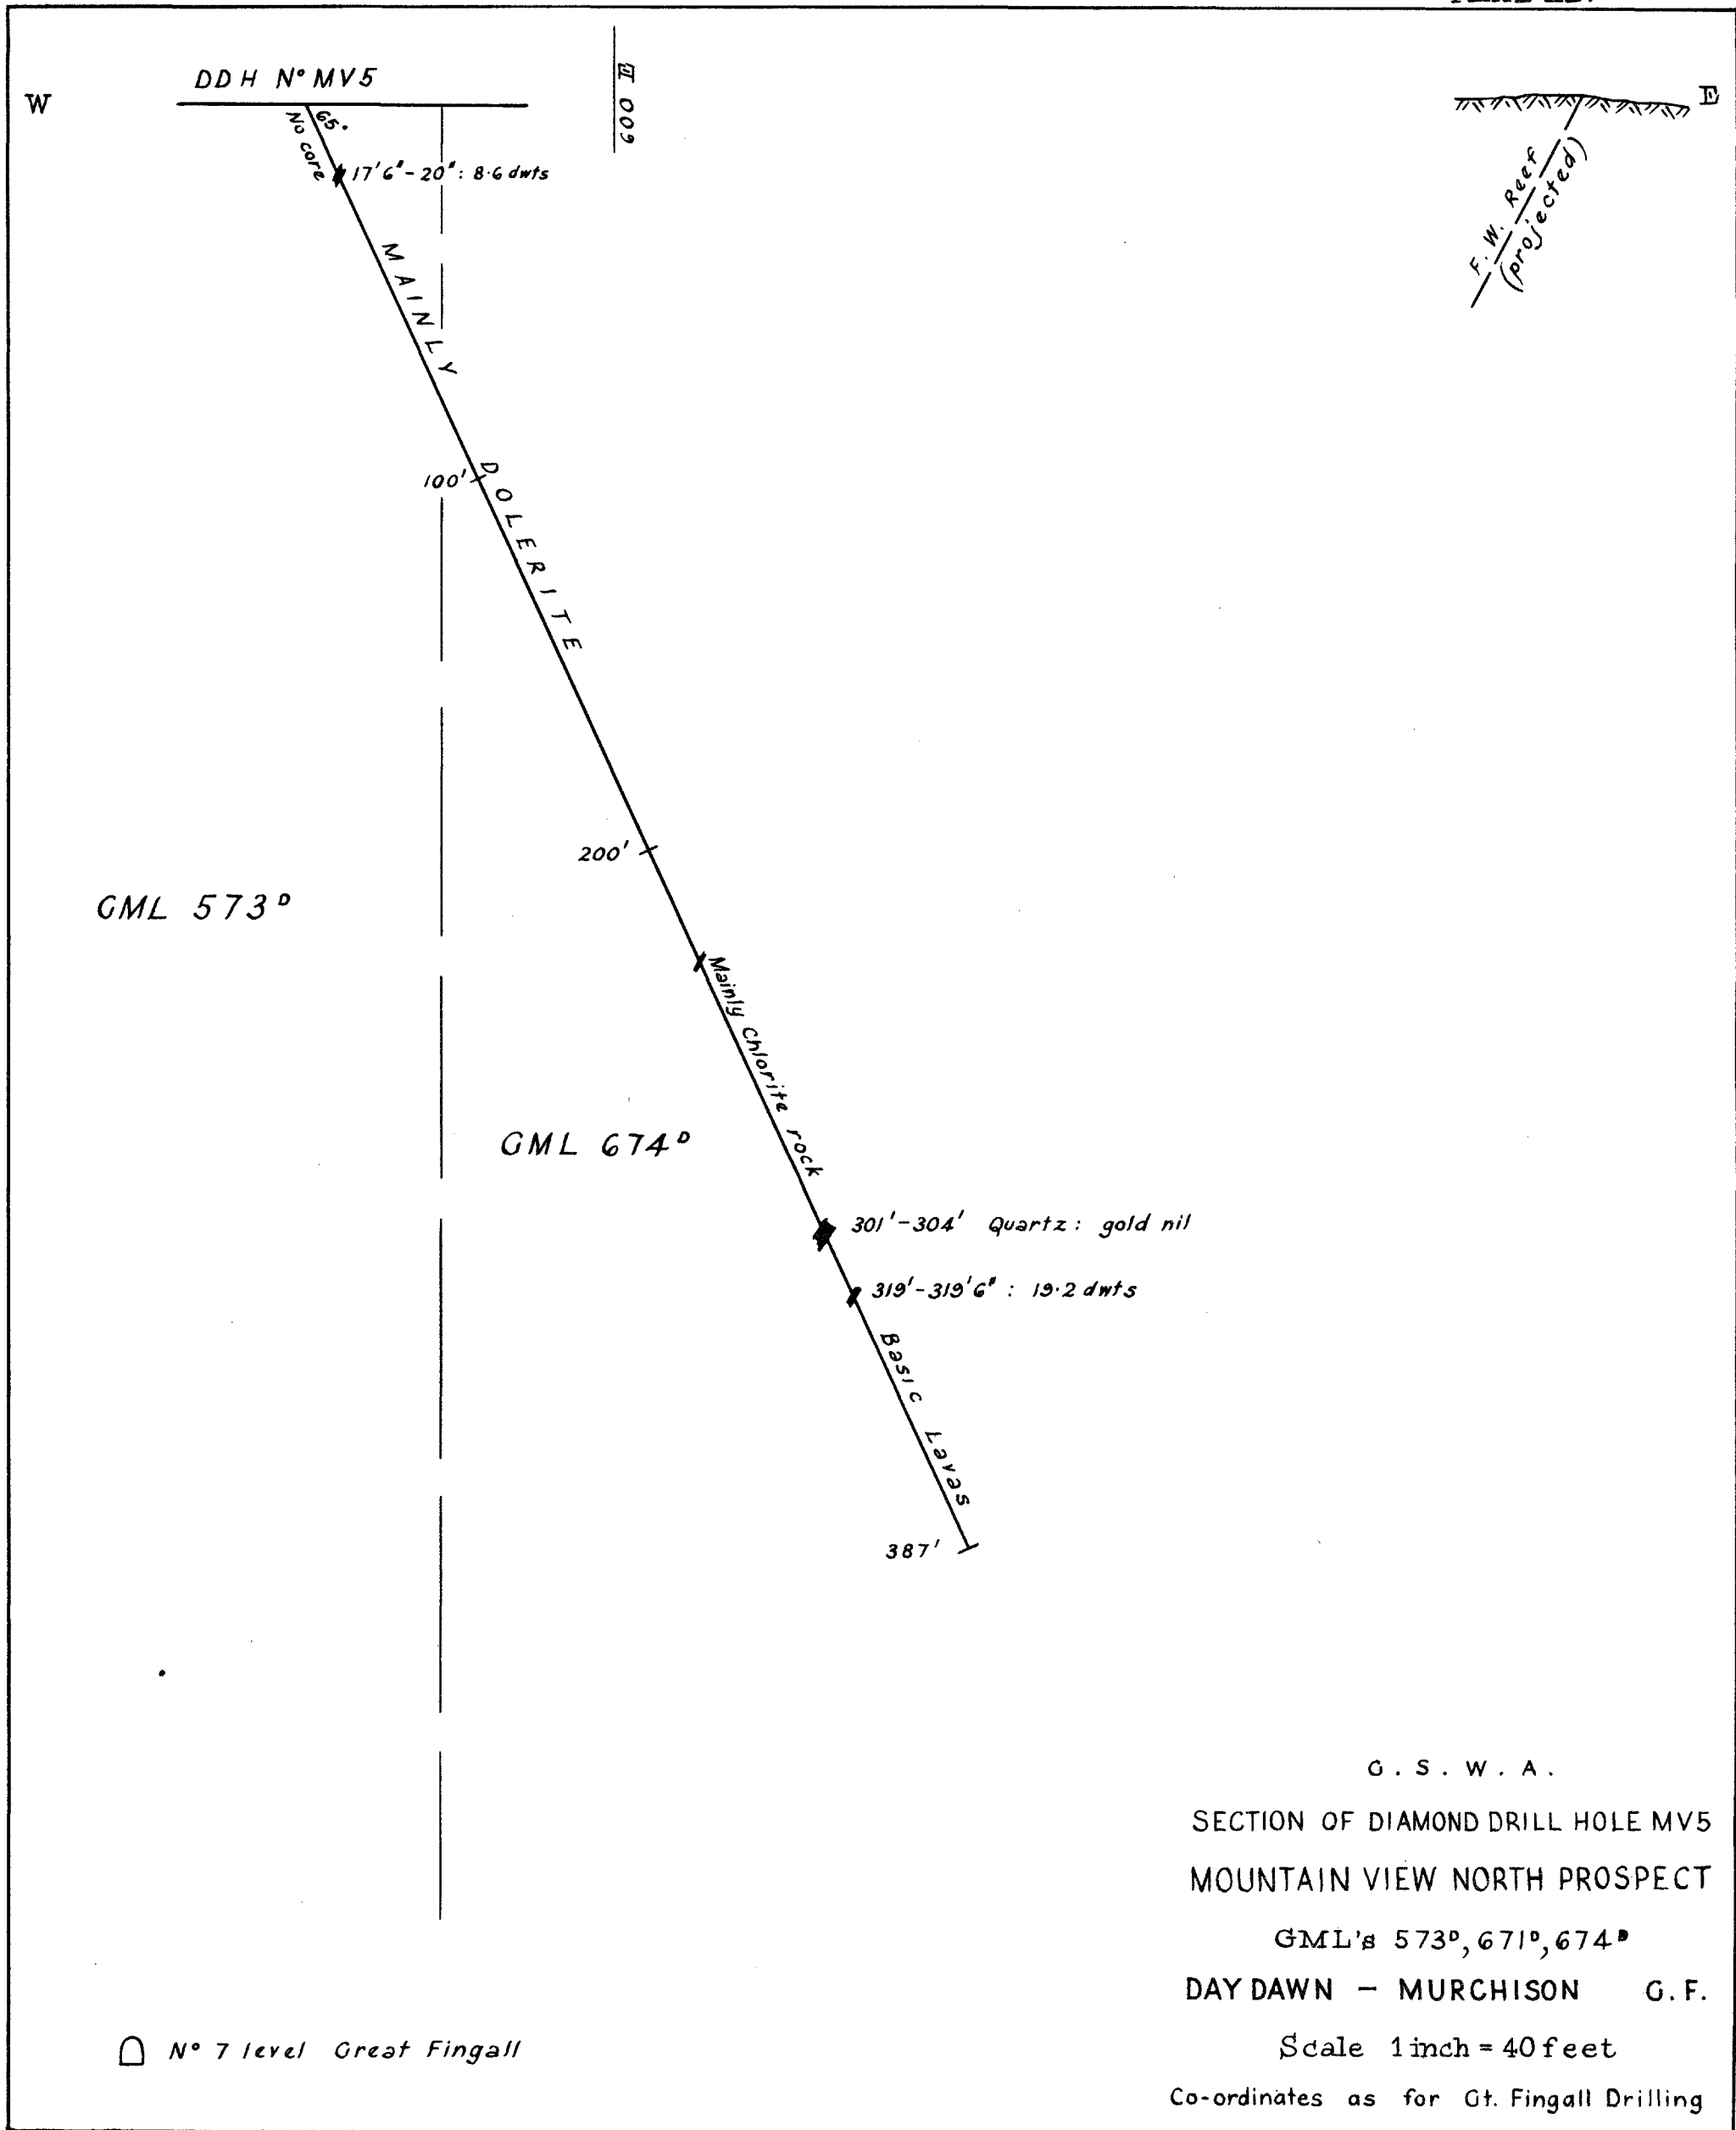 DDH Nº MV5
W
E
600 E
65°
No core
17'6"-20": 8.6 dwts
F. W. Reef
(projected)
MAINLY DOLERITE
100'
200'
GML 573ᴰ
Mainly Chlorite rock
GML 674ᴰ
301'-304' Quartz: gold nil
319'-319'6": 19.2 dwts
Basic Lavas
387'
G. S. W. A.
SECTION OF DIAMOND DRILL HOLE MV5
MOUNTAIN VIEW NORTH PROSPECT
GML's 573ᴰ, 671ᴰ, 674ᴰ
DAY DAWN – MURCHISON G. F.
Nº 7 level Great Fingall
Scale 1 inch = 40 feet
Co-ordinates as for Gt. Fingall Drilling